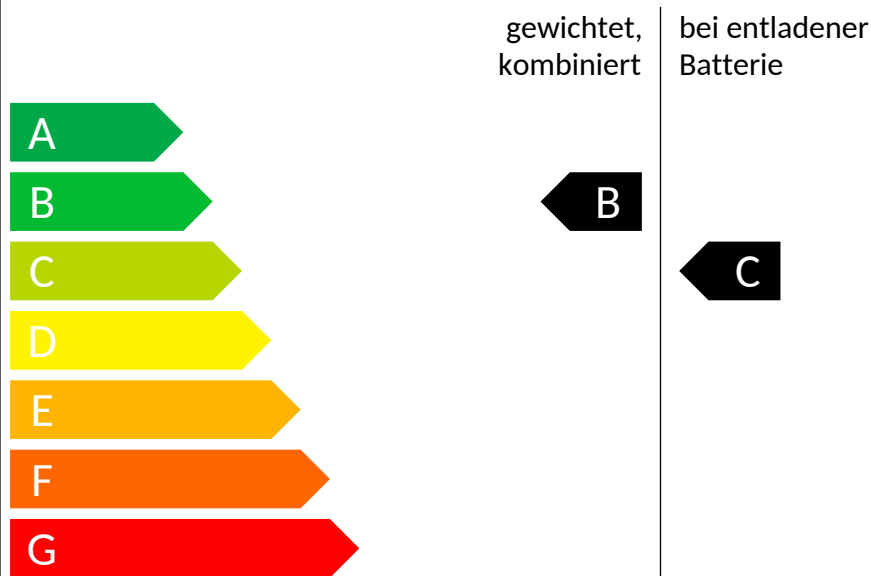 gewichtet,
kombiniert
bei entladener
Batterie
A
B
B
C
C
D
E
F
G